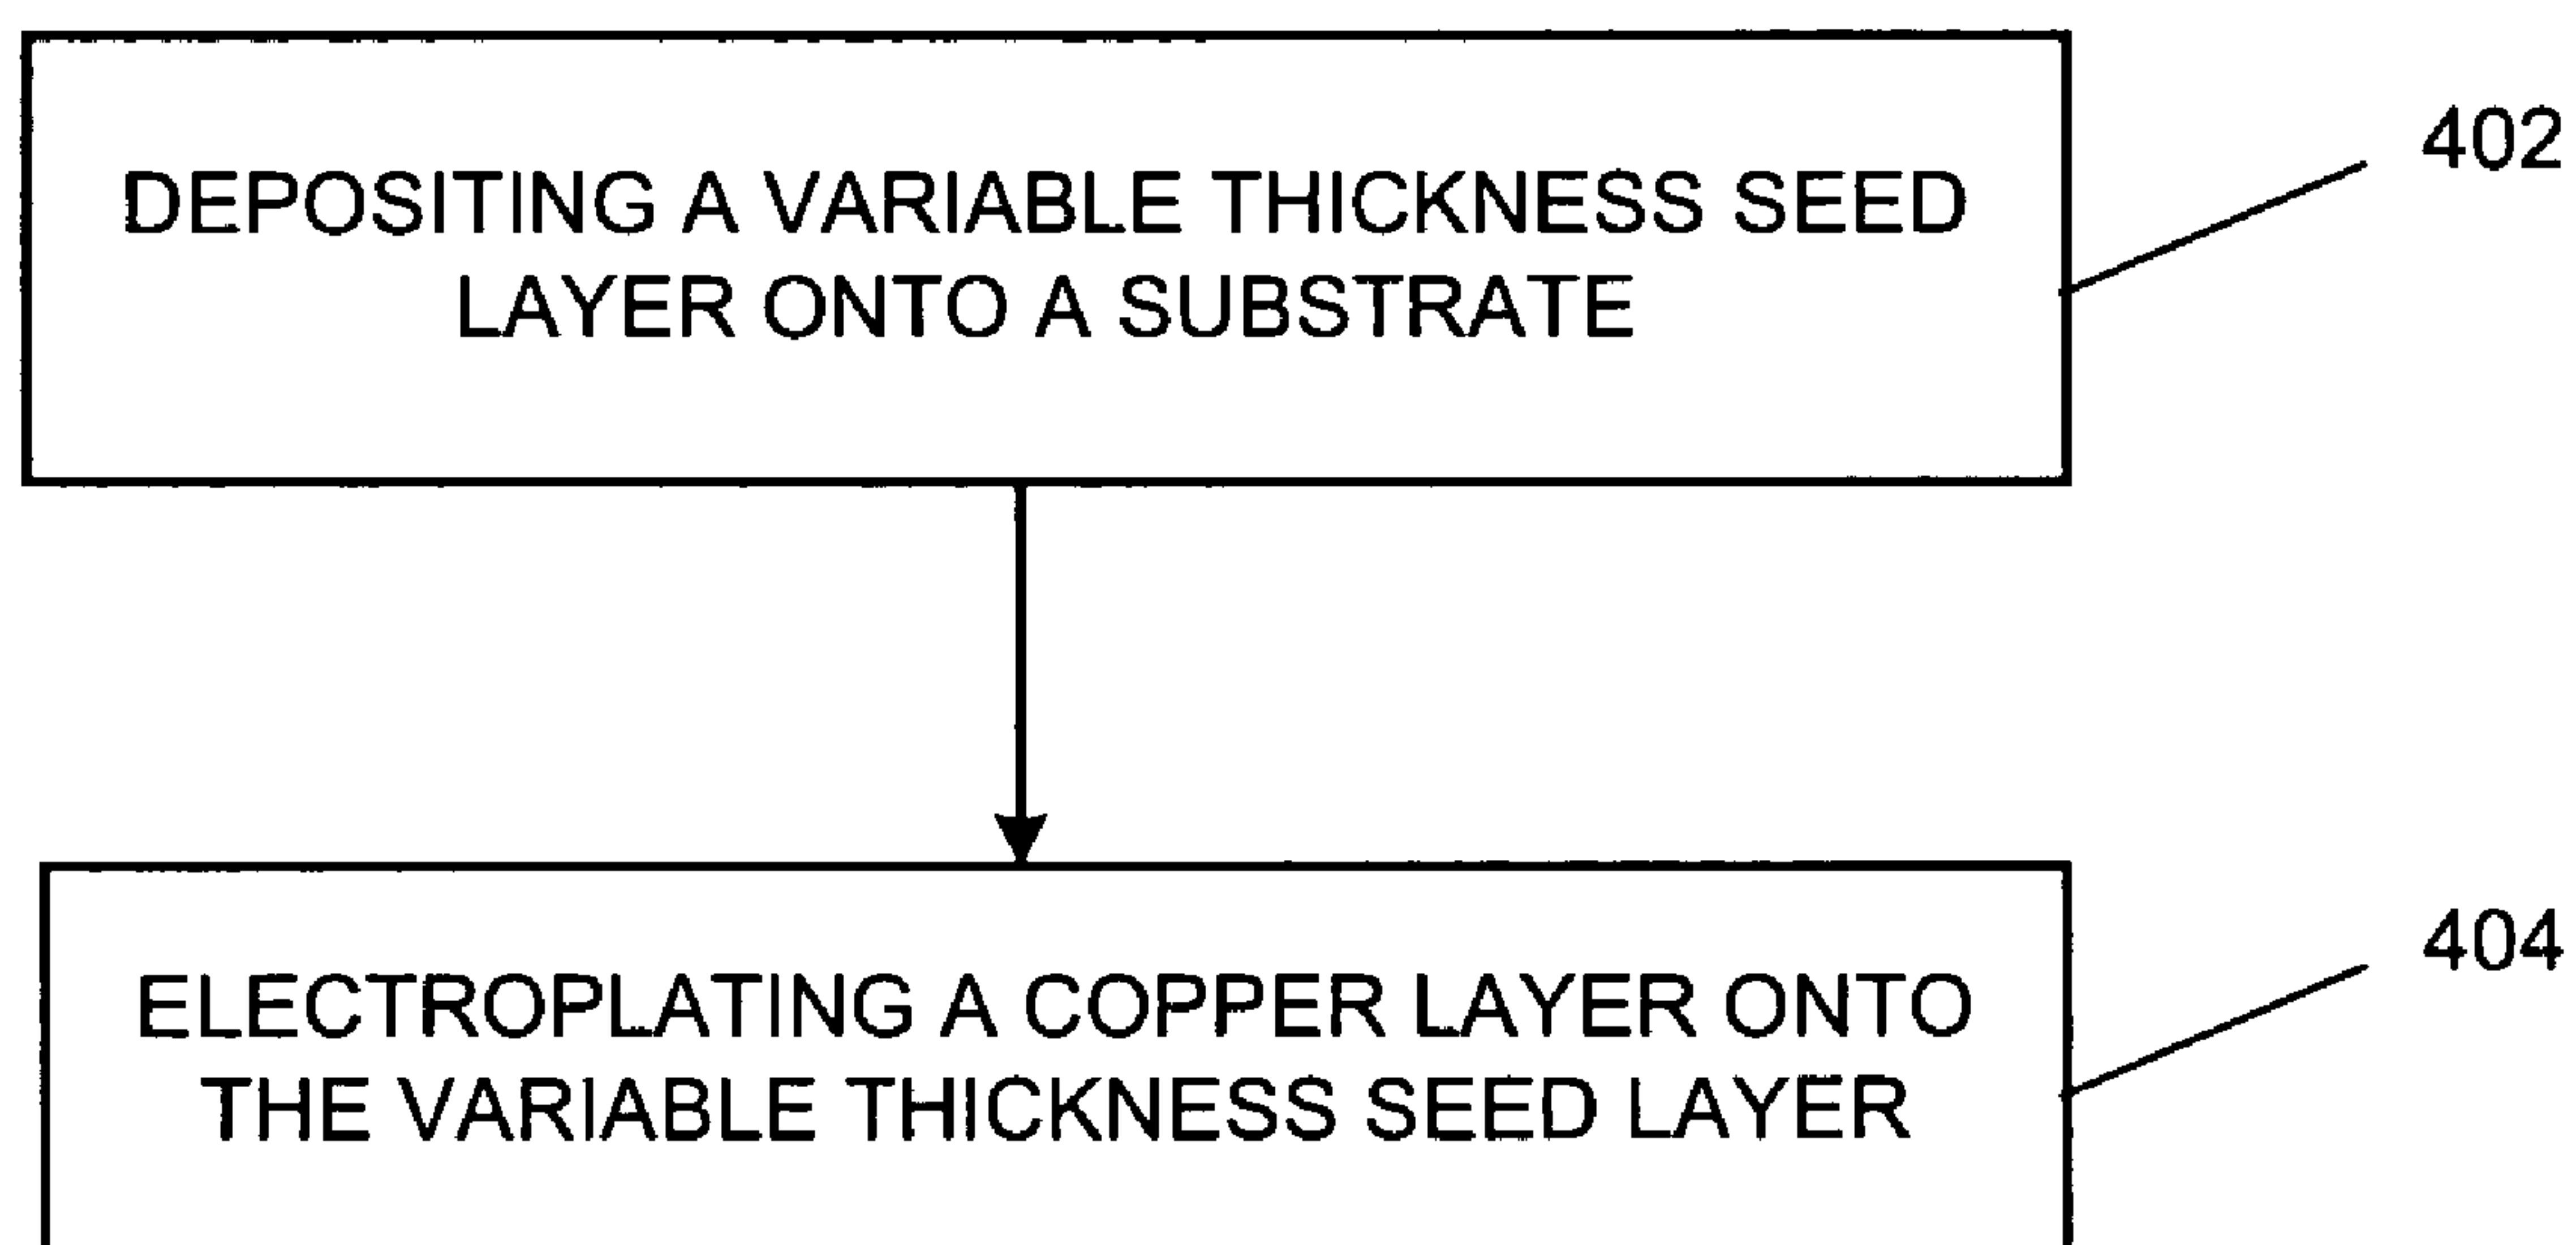 402
DEPOSITING A VARIABLE THICKNESS SEED
LAYER ONTO A SUBSTRATE
404
ELECTROPLATING A COPPER LAYER ONTO
THE VARIABLE THICKNESS SEED LAYER